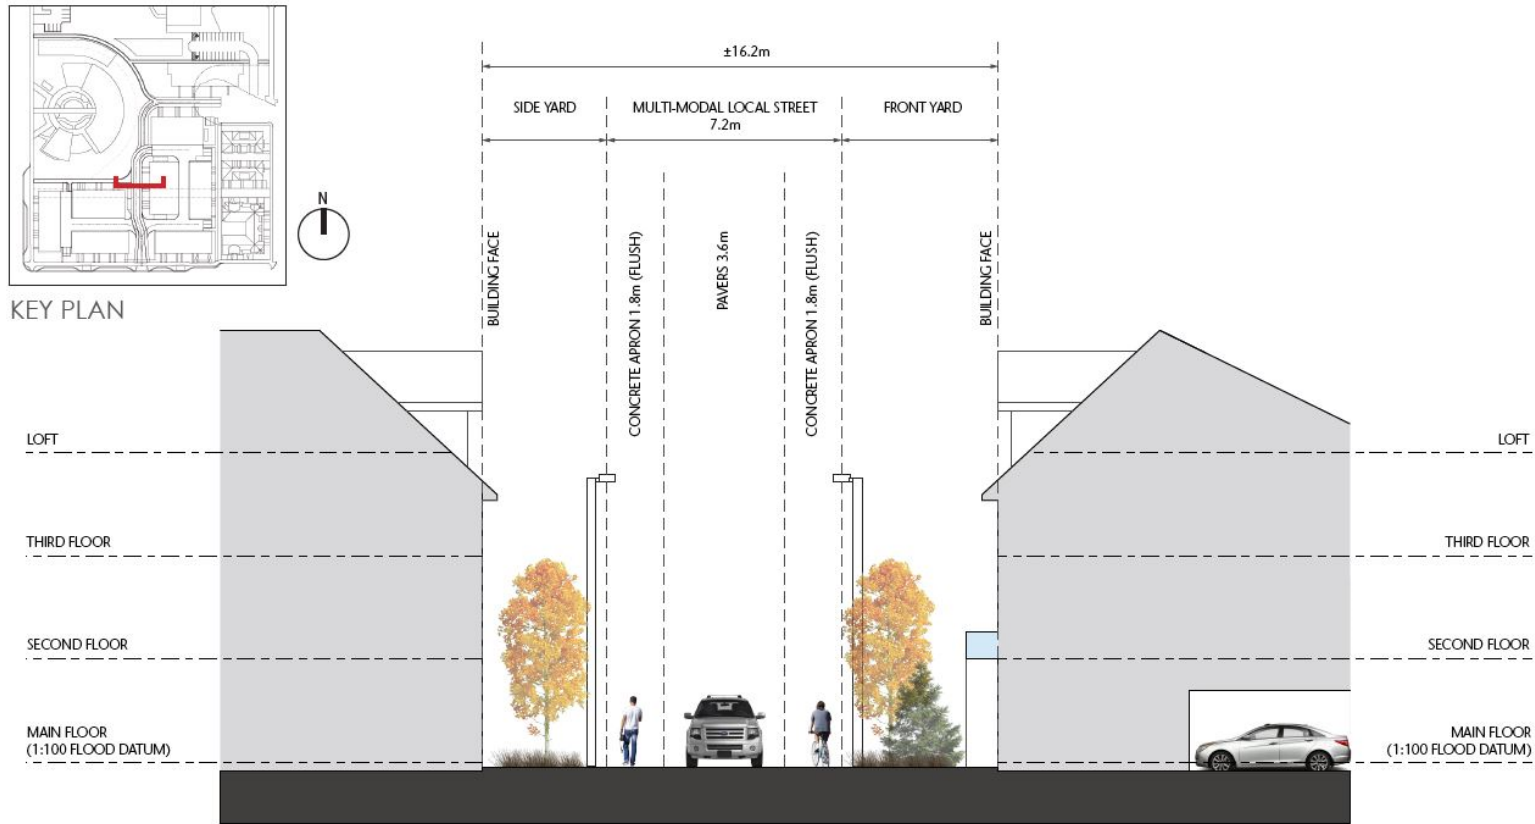 ±16.2m
SIDE YARD
MULTI-MODAL LOCAL STREET
7.2m
FRONT YARD
N
KEY PLAN
BUILDING FACE
CONCRETE APRON 1.8m (FLUSH)
PAVERS 3.6m
CONCRETE APRON 1.8m (FLUSH)
BUILDING FACE
LOFT
LOFT
THIRD FLOOR
THIRD FLOOR
SECOND FLOOR
SECOND FLOOR
MAIN FLOOR
(1:100 FLOOD DATUM)
MAIN FLOOR
(1:100 FLOOD DATUM)